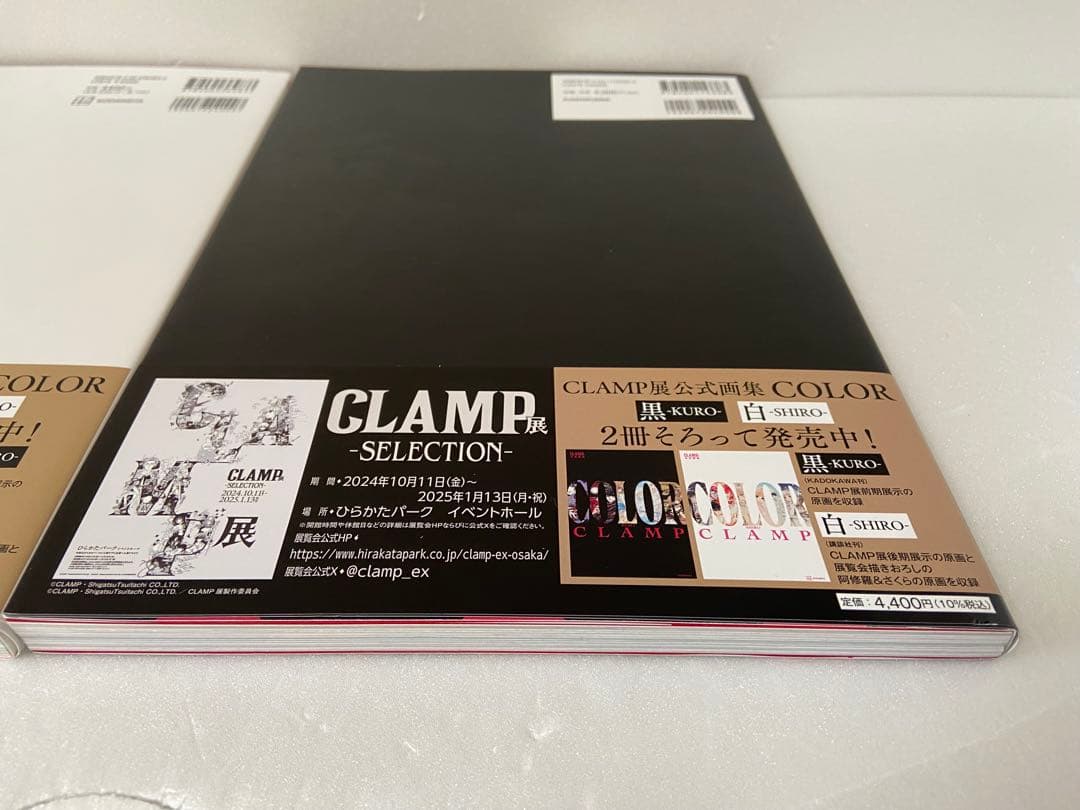 COLOR
中！
CLAMP展
-SELECTION-
2024.10.11-
2025.1.13
展
©CLAMP・ShigatsuTsuitachi CO.,LTD.
©CLAMP・ShigatsuTsuitachi CO.,LTD.／CLAMP展製作委員会
CLAMP展
-SELECTION-
期 間・2024年10月11日(金)〜
2025年1月13日(月・祝)
場 所・ひらかたパーク イベントホール
※開館時間や休館日などの詳細は展覧会HPならびに公式Xをご確認ください。
展覧会公式HP・
https://www.hirakatapark.co.jp/clamp-ex-osaka/
展覧会公式X・@clamp_ex
CLAMP展公式画集 COLOR
黒-KURO- 白-SHIRO-
2冊そろって発売中！
COLOR
CLAMP
COLOR
CLAMP
黒-KURO-
(KADOKAWA刊)
CLAMP展前期展示の
原画を収録
白-SHIRO-
(講談社刊)
CLAMP展後期展示の原画と
展覧会描きおろしの
阿修羅&さくらの原画を収録
定価：4,400円(10%税込)